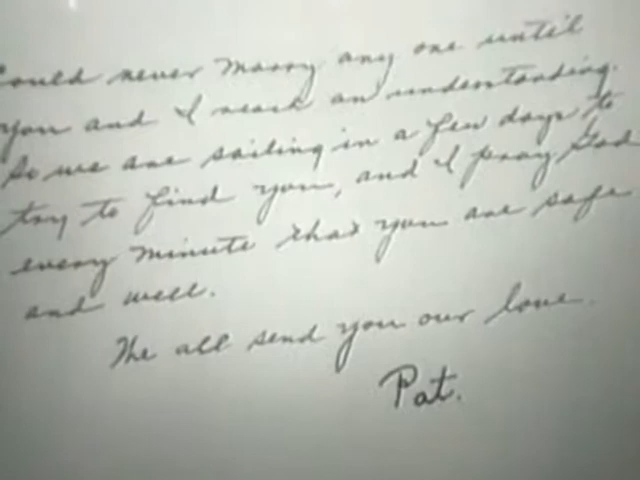 could never marry any one until
you and I reach an understanding.
So we are sailing in a few days to
try to find you, and I pray God
every minute that you are safe
and well.
We all send you our love.
Pat.